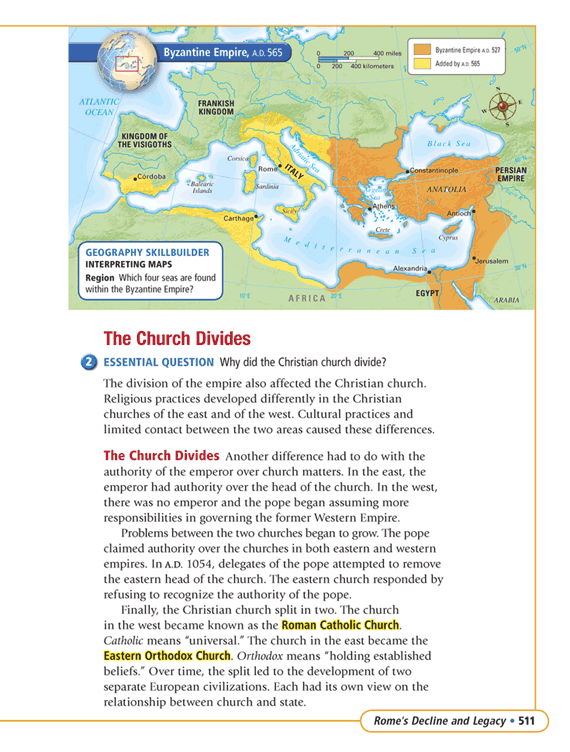 Byzantine Empire, A.D. 565
0 200 400 miles
0 200 400 kilometers
Byzantine Empire A.D. 527
Added by A.D. 565
50°N
ATLANTIC
OCEAN
FRANKISH
KINGDOM
KINGDOM OF
THE VISIGOTHS
N
W E
S
Black Sea
Adriatic Sea
Corsica
Rome
ITALY
Constantinople
PERSIAN
EMPIRE
Córdoba
Balearic
Islands
Sardinia
ANATOLIA
Aegean
Sea
Athens
Sicily
Carthage
Antioch
Crete
Cyprus
Mediterranean Sea
Jerusalem
30°N
Alexandria
EGYPT
ARABIA
10°E
AFRICA
20°E
GEOGRAPHY SKILLBUILDER
INTERPRETING MAPS
Region Which four seas are found
within the Byzantine Empire?
The Church Divides
2 ESSENTIAL QUESTION Why did the Christian church divide?
The division of the empire also affected the Christian church.
Religious practices developed differently in the Christian
churches of the east and of the west. Cultural practices and
limited contact between the two areas caused these differences.
The Church Divides Another difference had to do with the
authority of the emperor over church matters. In the east, the
emperor had authority over the head of the church. In the west,
there was no emperor and the pope began assuming more
responsibilities in governing the former Western Empire.
Problems between the two churches began to grow. The pope
claimed authority over the churches in both eastern and western
empires. In A.D. 1054, delegates of the pope attempted to remove
the eastern head of the church. The eastern church responded by
refusing to recognize the authority of the pope.
Finally, the Christian church split in two. The church
in the west became known as the Roman Catholic Church.
Catholic means “universal.” The church in the east became the
Eastern Orthodox Church. Orthodox means “holding established
beliefs.” Over time, the split led to the development of two
separate European civilizations. Each had its own view on the
relationship between church and state.
Rome's Decline and Legacy • 511